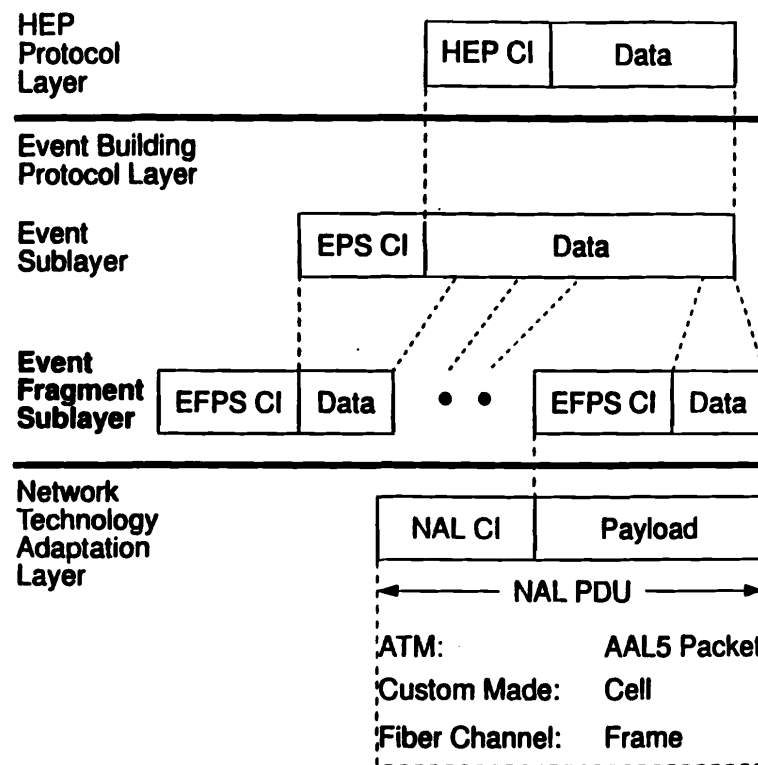 HEP
Protocol
Layer
HEP CI Data
Event Building
Protocol Layer
Event
Sublayer
EPS CI Data
Event
Fragment
Sublayer
EFPS CI Data EFPS CI Data
Network
Technology
Adaptation
Layer
NAL CI Payload
NAL PDU
ATM: AAL5 Packet
Custom Made: Cell
Fiber Channel: Frame